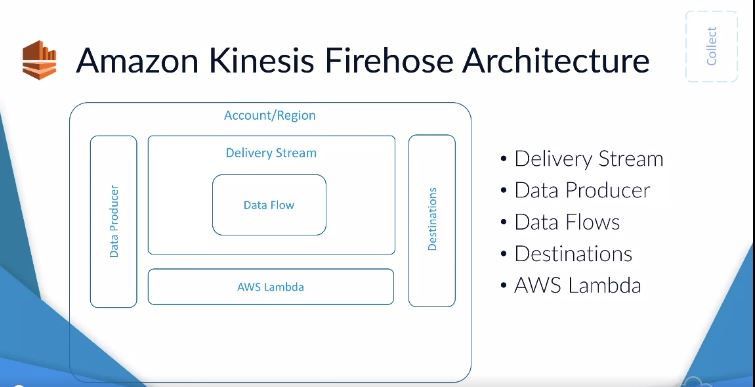 Amazon Kinesis Firehose Architecture
Collect
Account/Region
Data Producer
Delivery Stream
Data Flow
Destinations
AWS Lambda
• Delivery Stream
• Data Producer
• Data Flows
• Destinations
• AWS Lambda